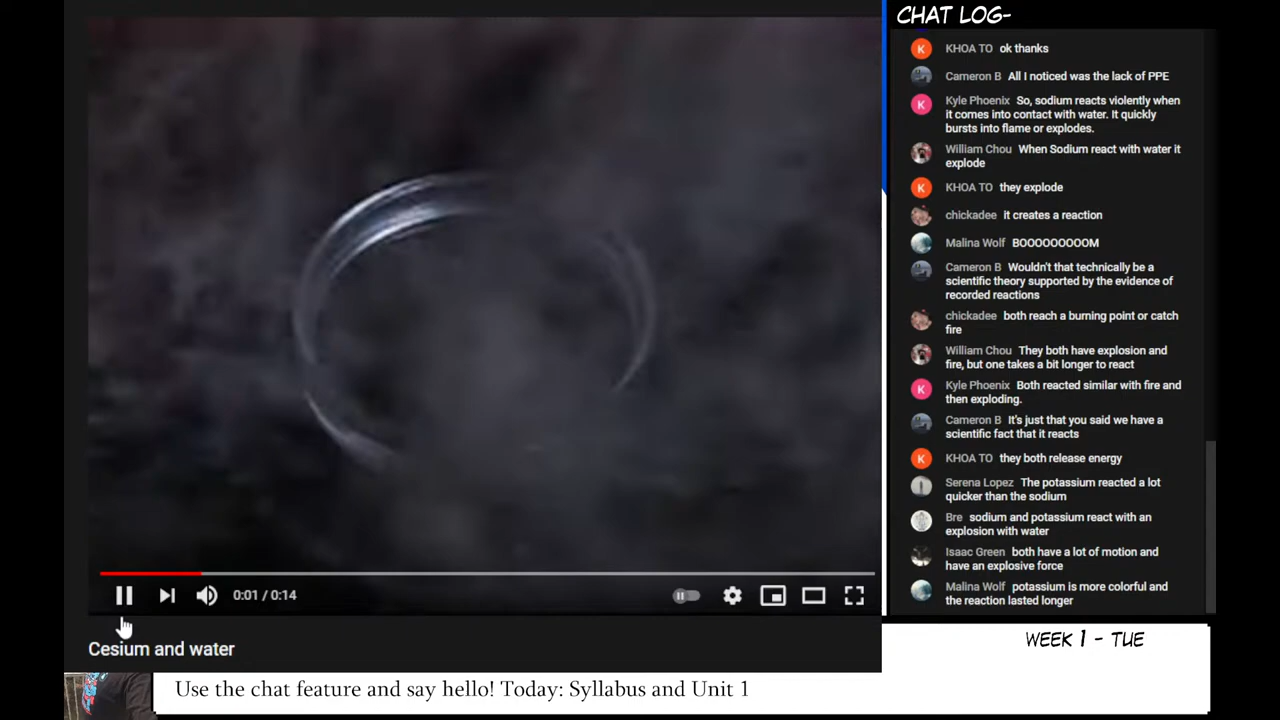 CHAT LOG-
KHOA TO ok thanks
Cameron B All I noticed was the lack of PPE
Kyle Phoenix So, sodium reacts violently when
it comes into contact with water. It quickly
bursts into flame or explodes.
William Chou When Sodium react with water it
explode
KHOA TO they explode
chickadee it creates a reaction
Malina Wolf BOOOOOOOOM
Cameron B Wouldn't that technically be a
scientific theory supported by the evidence of
recorded reactions
chickadee both reach a burning point or catch
fire
William Chou They both have explosion and
fire, but one takes a bit longer to react
Kyle Phoenix Both reacted similar with fire and
then exploding.
Cameron B It's just that you said we have a
scientific fact that it reacts
KHOA TO they both release energy
Serena Lopez The potassium reacted a lot
quicker than the sodium
Bre sodium and potassium react with an
explosion with water
Isaac Green both have a lot of motion and
have an explosive force
Malina Wolf potassium is more colorful and
the reaction lasted longer
K
K
K
K
K
0:01 / 0:14
Cesium and water
WEEK 1 - TUE
Use the chat feature and say hello! Today: Syllabus and Unit 1